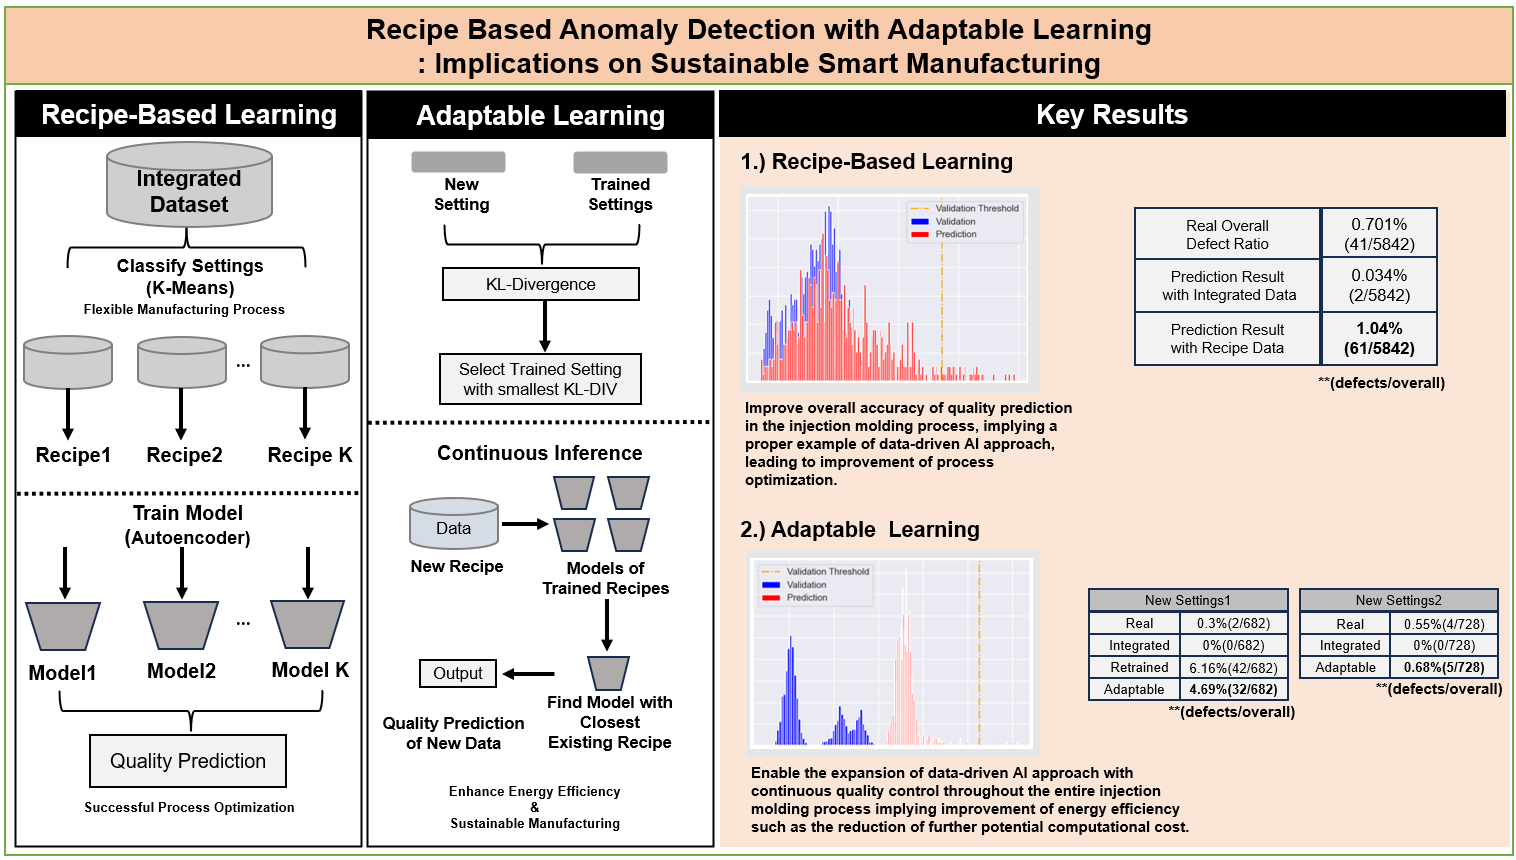 Recipe Based Anomaly Detection with Adaptable Learning
: Implications on Sustainable Smart Manufacturing
Recipe-Based Learning
Integrated
Dataset
Classify Settings
(K-Means)
Flexible Manufacturing Process
...
Recipe1
Recipe2
Recipe K
Train Model
(Autoencoder)
...
Model1
Model2
Model K
Quality Prediction
Successful Process Optimization
Adaptable Learning
New
Setting
Trained
Settings
KL-Divergence
Select Trained Setting
with smallest KL-DIV
Continuous Inference
Data
New Recipe
Models of
Trained Recipes
Output
Quality Prediction
of New Data
Find Model with
Closest
Existing Recipe
Enhance Energy Efficiency
&
Sustainable Manufacturing
Key Results
1.) Recipe-Based Learning
Validation Threshold
Validation
Prediction
Real Overall
Defect Ratio
0.701%
(41/5842)
Prediction Result
with Integrated Data
0.034%
(2/5842)
Prediction Result
with Recipe Data
1.04%
(61/5842)
**(defects/overall)
Improve overall accuracy of quality prediction
in the injection molding process, implying a
proper example of data-driven AI approach,
leading to improvement of process
optimization.
2.) Adaptable  Learning
Validation Threshold
Validation
Prediction
New Settings1
Real 0.3%(2/682)
Integrated 0%(0/682)
Retrained 6.16%(42/682)
Adaptable 4.69%(32/682)
**(defects/overall)
New Settings2
Real 0.55%(4/728)
Integrated 0%(0/728)
Adaptable 0.68%(5/728)
**(defects/overall)
Enable the expansion of data-driven AI approach with
continuous quality control throughout the entire injection
molding process implying improvement of energy efficiency
such as the reduction of further potential computational cost.